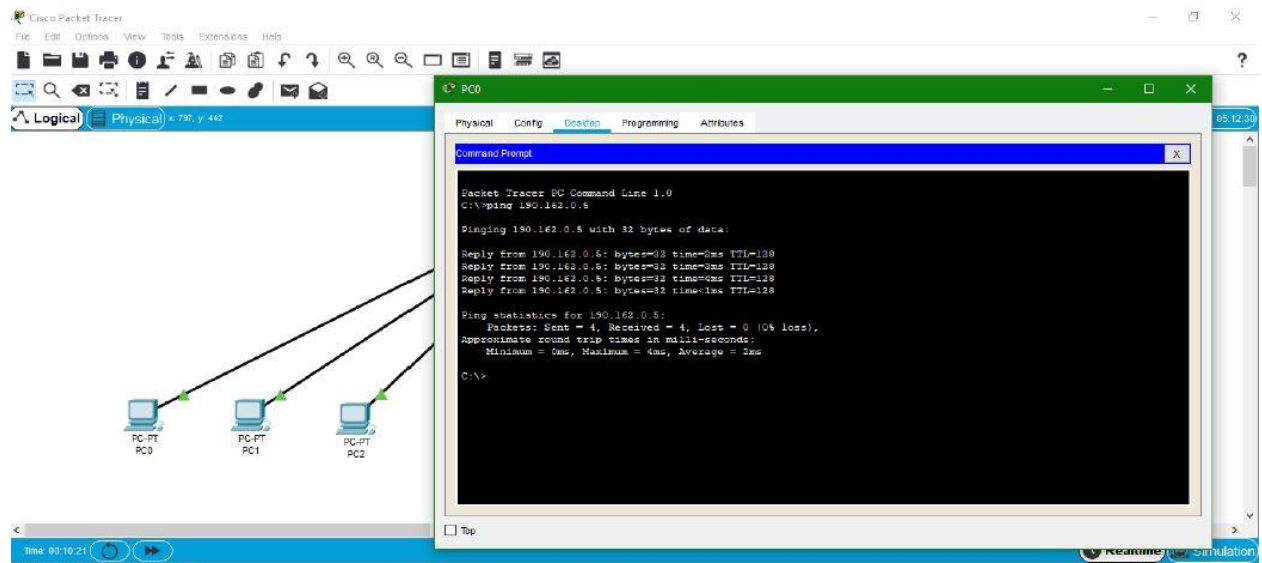 Cisco Packet Tracer
File Edit Options View Tools Extensions Help
?
Logical Physical x: 797, y: 442
05:12:30
PC0
Physical Config Desktop Programming Attributes
Command Prompt
X
Packet Tracer PC Command Line 1.0
C:\>ping 190.162.0.5
Pinging 190.162.0.5 with 32 bytes of data:
Reply from 190.162.0.5: bytes=32 time=3ms TTL=128
Reply from 190.162.0.5: bytes=32 time=3ms TTL=128
Reply from 190.162.0.5: bytes=32 time=4ms TTL=128
Reply from 190.162.0.5: bytes=32 time<1ms TTL=128
Ping statistics for 190.162.0.5:
Packets: Sent = 4, Received = 4, Lost = 0 (0% loss),
Approximate round trip times in milli-seconds:
Minimum = 0ms, Maximum = 4ms, Average = 2ms
C:\>
PC-PT
PC0
PC-PT
PC1
PC-PT
PC2
Top
Time: 00:10:21
Realtime Simulation